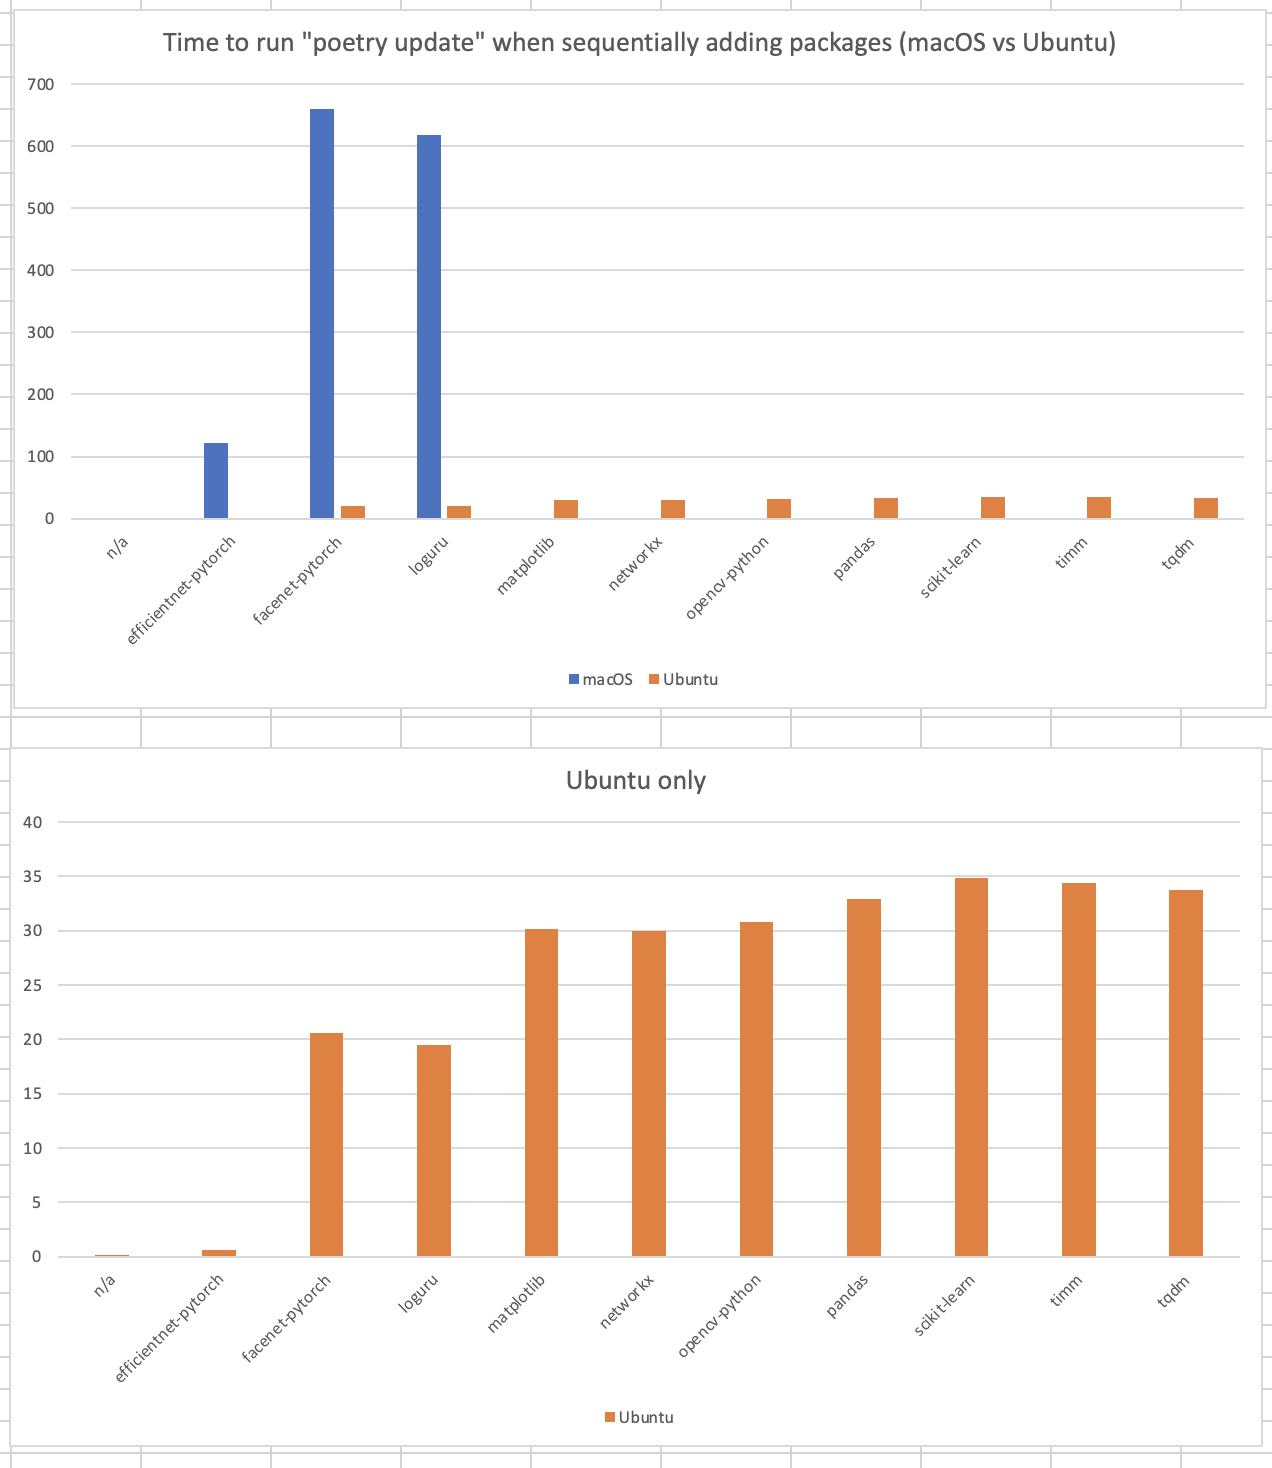 Time to run "poetry update" when sequentially adding packages (macOS vs Ubuntu)
700
600
500
400
300
200
100
0
n/a
efficientnet-pytorch
facenet-pytorch
loguru
matplotlib
networkx
opencv-python
pandas
scikit-learn
timm
tqdm
macOS Ubuntu
Ubuntu only
40
35
30
25
20
15
10
5
0
n/a
efficientnet-pytorch
facenet-pytorch
loguru
matplotlib
networkx
opencv-python
pandas
scikit-learn
timm
tqdm
Ubuntu